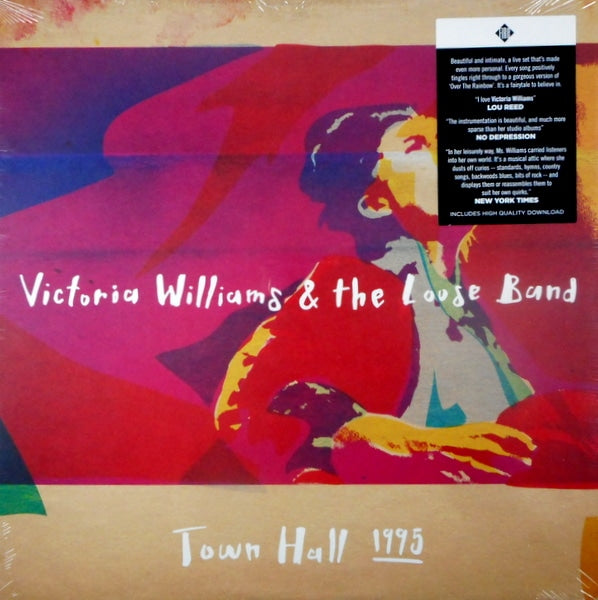 Beautiful and intimate, a live set that's made
even more personal. Every song positively
tingles right through to a gorgeous version of
'Over The Rainbow'. It's a fairytale to believe in.
"I love Victoria Williams"
LOU REED
"The instrumentation is beautiful, and much more
sparse than her studio albums"
NO DEPRESSION
"In her leisurely way, Ms. Williams carried listeners
into her own world. It's a musical attic where she
dusts off curies — standards, hymns, country
songs, backwoods blues, bits of rock — and
displays them or reassembles them to
suit her own quirks."
NEW YORK TIMES
INCLUDES HIGH QUALITY DOWNLOAD
Victoria Williams & the Loose Band
Town Hall 1995